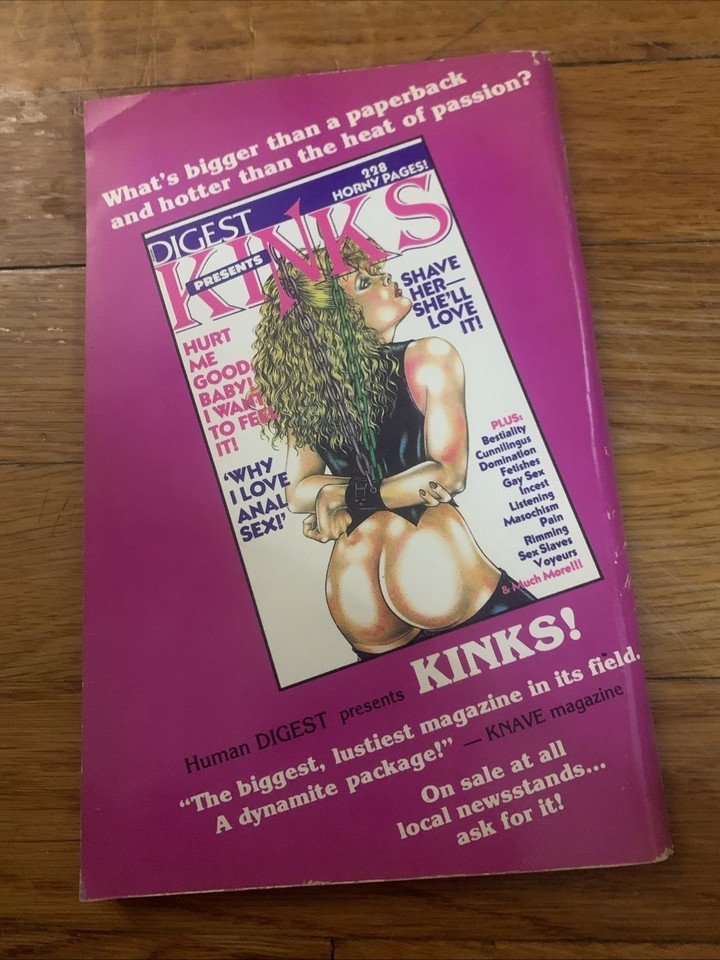 What's bigger than a paperback
and hotter than the heat of passion?
228
HORNY PAGES!
DIGEST
PRESENTS
KINKS
SHAVE
HER—
SHE'LL
LOVE
IT!
HURT
ME
GOOD,
BABY!
I WANT
TO FEEL
IT!
'WHY
I LOVE
ANAL
SEX!'
PLUS:
Bestiality
Cunnilingus
Domination
Fetishes
Gay Sex
Incest
Listening
Masochism
Pain
Rimming
Sex Slaves
Voyeurs
& Much More!!!
Human DIGEST presents KINKS!
"The biggest, lustiest magazine in its field.
A dynamite package!" — KNAVE magazine
On sale at all
local newsstands...
ask for it!